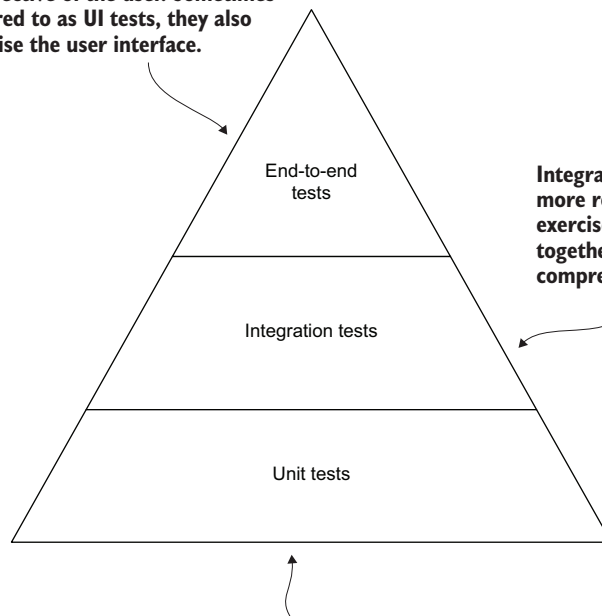 ective of the user. Sometimes
red to as UI tests, they also
ise the user interface.
End-to-end
tests
Integra
more re
exercis
togethe
compre
Integration tests
Unit tests